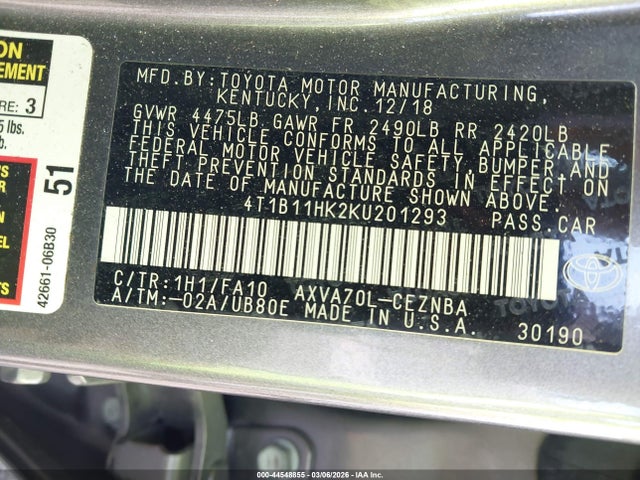 ON
EMENT
RE: 3
5 lbs.
b.
51
42661-06B30
MFD.BY:TOYOTA MOTOR MANUFACTURING,
KENTUCKY,INC.12/18
GVWR 4475LB GAWR FR 2490LB RR 2420LB
THIS VEHICLE CONFORMS TO ALL APPLICABLE
FEDERAL MOTOR VEHICLE SAFETY,BUMPER,AND
THEFT PREVENTION STANDARDS IN EFFECT ON
THE DATE OF MANUFACTURE SHOWN ABOVE.
4T1B11HK2KU201293 PASS.CAR
C/TR:1H1/FA10 AXVA70L-CEZNBA
A/TM:-02A/UB80E MADE IN U.S.A. 30190
000-44548855 | 03/06/2026 - IAA Inc.